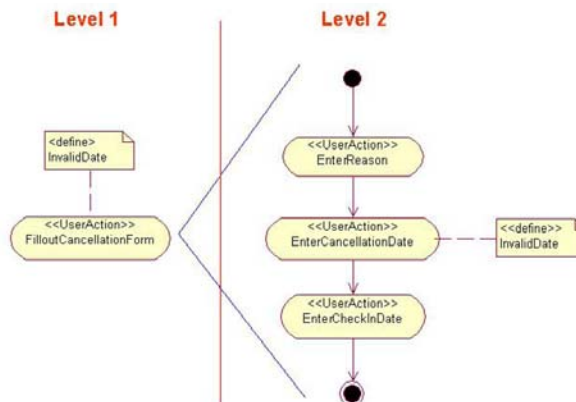 Level 1
Level 2
<define>
InvalidDate
<<UserAction>>
FilloutCancellationForm
<<UserAction>>
EnterReason
<<UserAction>>
EnterCancellationDate
<<define>>
InvalidDate
<<UserAction>>
EnterCheckInDate